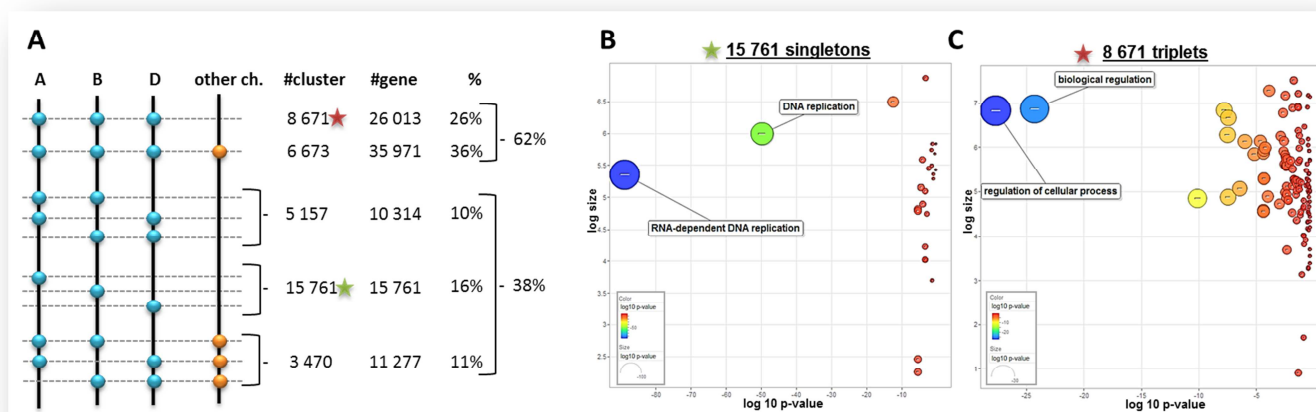 A
A B D other ch. #cluster #gene %
8 671 26 013 26%
6 673 35 971 36%
- 62%
- 5 157 10 314 10%
- 15 761 15 761 16%
- 38%
- 3 470 11 277 11%
B
15 761 singletons
DNA replication
RNA-dependent DNA replication
log size
6.5
6
5.5
5
4.5
4
3.5
3
2.5
Color
log10 p-value
-50
Size
log10 p-value
-100
-80 -70 -60 -50 -40 -30 -20 -10
log 10 p-value
C
8 671 triplets
biological regulation
regulation of cellular process
log size
7
6
5
4
3
2
1
Color
log10 p-value
-10
-20
Size
log10 p-value
-30
-25 -20 -15 -10 -5
log 10 p-value